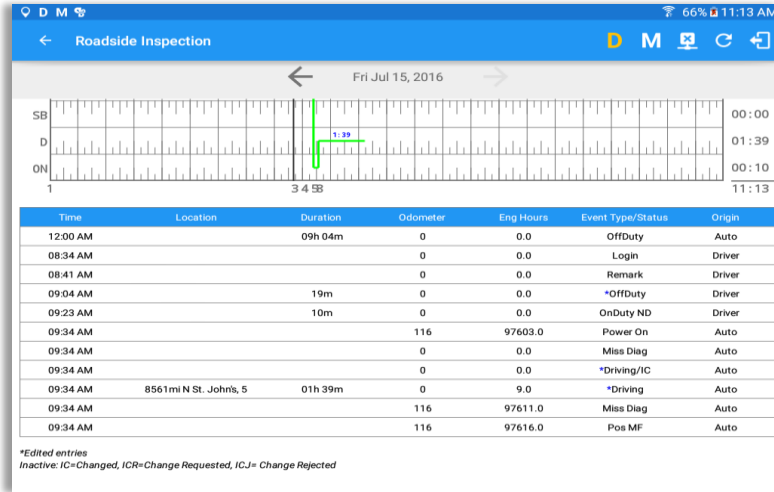 D M 66% 11:13 AM
Roadside Inspection D M
Fri Jul 15, 2016
SB 00:00
D 1:39 01:39
ON 00:10
1 3 4 5 8 11:13
Time Location Duration Odometer Eng Hours Event Type/Status Origin
12:00 AM 09h 04m 0 0.0 OffDuty Auto
08:34 AM 0 0.0 Login Driver
08:41 AM 0 0.0 Remark Driver
09:04 AM 19m 0 0.0 *OffDuty Driver
09:23 AM 10m 0 0.0 OnDuty ND Driver
09:34 AM 116 97603.0 Power On Auto
09:34 AM 0 0.0 Miss Diag Auto
09:34 AM 0 0.0 *Driving/IC Auto
09:34 AM 8561mi N St. John's, 5 01h 39m 0 9.0 *Driving Auto
09:34 AM 116 97611.0 Miss Diag Auto
09:34 AM 116 97616.0 Pos MF Auto
*Edited entries
Inactive: IC=Changed, ICR=Change Requested, ICJ= Change Rejected